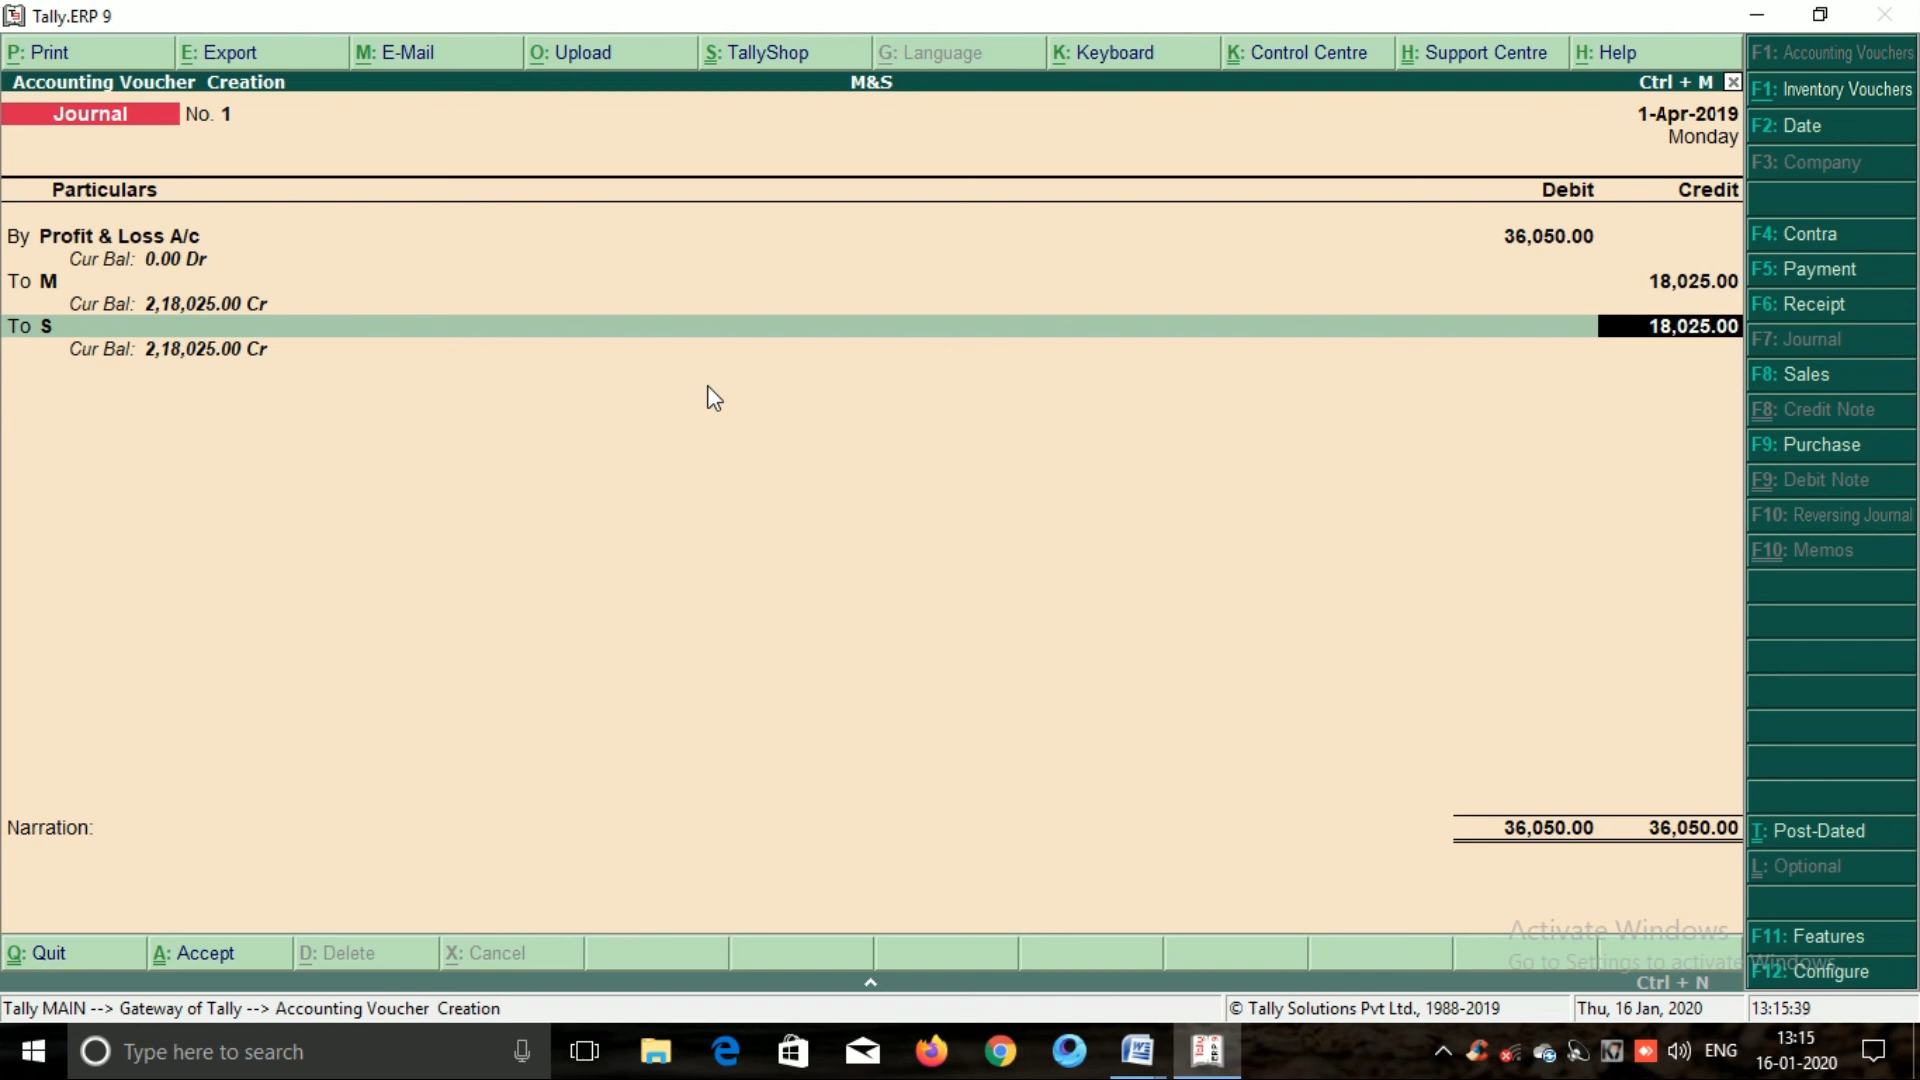 Tally.ERP 9
P: Print E: Export M: E-Mail O: Upload S: TallyShop G: Language K: Keyboard K: Control Centre H: Support Centre H: Help
Accounting Voucher Creation M&S Ctrl + M
Journal No. 1 1-Apr-2019
Monday
Particulars Debit Credit
By Profit & Loss A/c 36,050.00
Cur Bal: 0.00 Dr
To M 18,025.00
Cur Bal: 2,18,025.00 Cr
To S 18,025.00
Cur Bal: 2,18,025.00 Cr
Narration: 36,050.00 36,050.00
F1: Accounting Vouchers
F1: Inventory Vouchers
F2: Date
F3: Company
F4: Contra
F5: Payment
F6: Receipt
F7: Journal
F8: Sales
F8: Credit Note
F9: Purchase
F9: Debit Note
F10: Reversing Journal
F10: Memos
T: Post-Dated
L: Optional
F11: Features
F12: Configure
Activate Windows
Go to Settings to activate Windows.
Q: Quit A: Accept D: Delete X: Cancel
Ctrl + N
Tally MAIN --> Gateway of Tally --> Accounting Voucher Creation © Tally Solutions Pvt Ltd., 1988-2019 Thu, 16 Jan, 2020 13:15:39
Type here to search ENG 13:15
16-01-2020